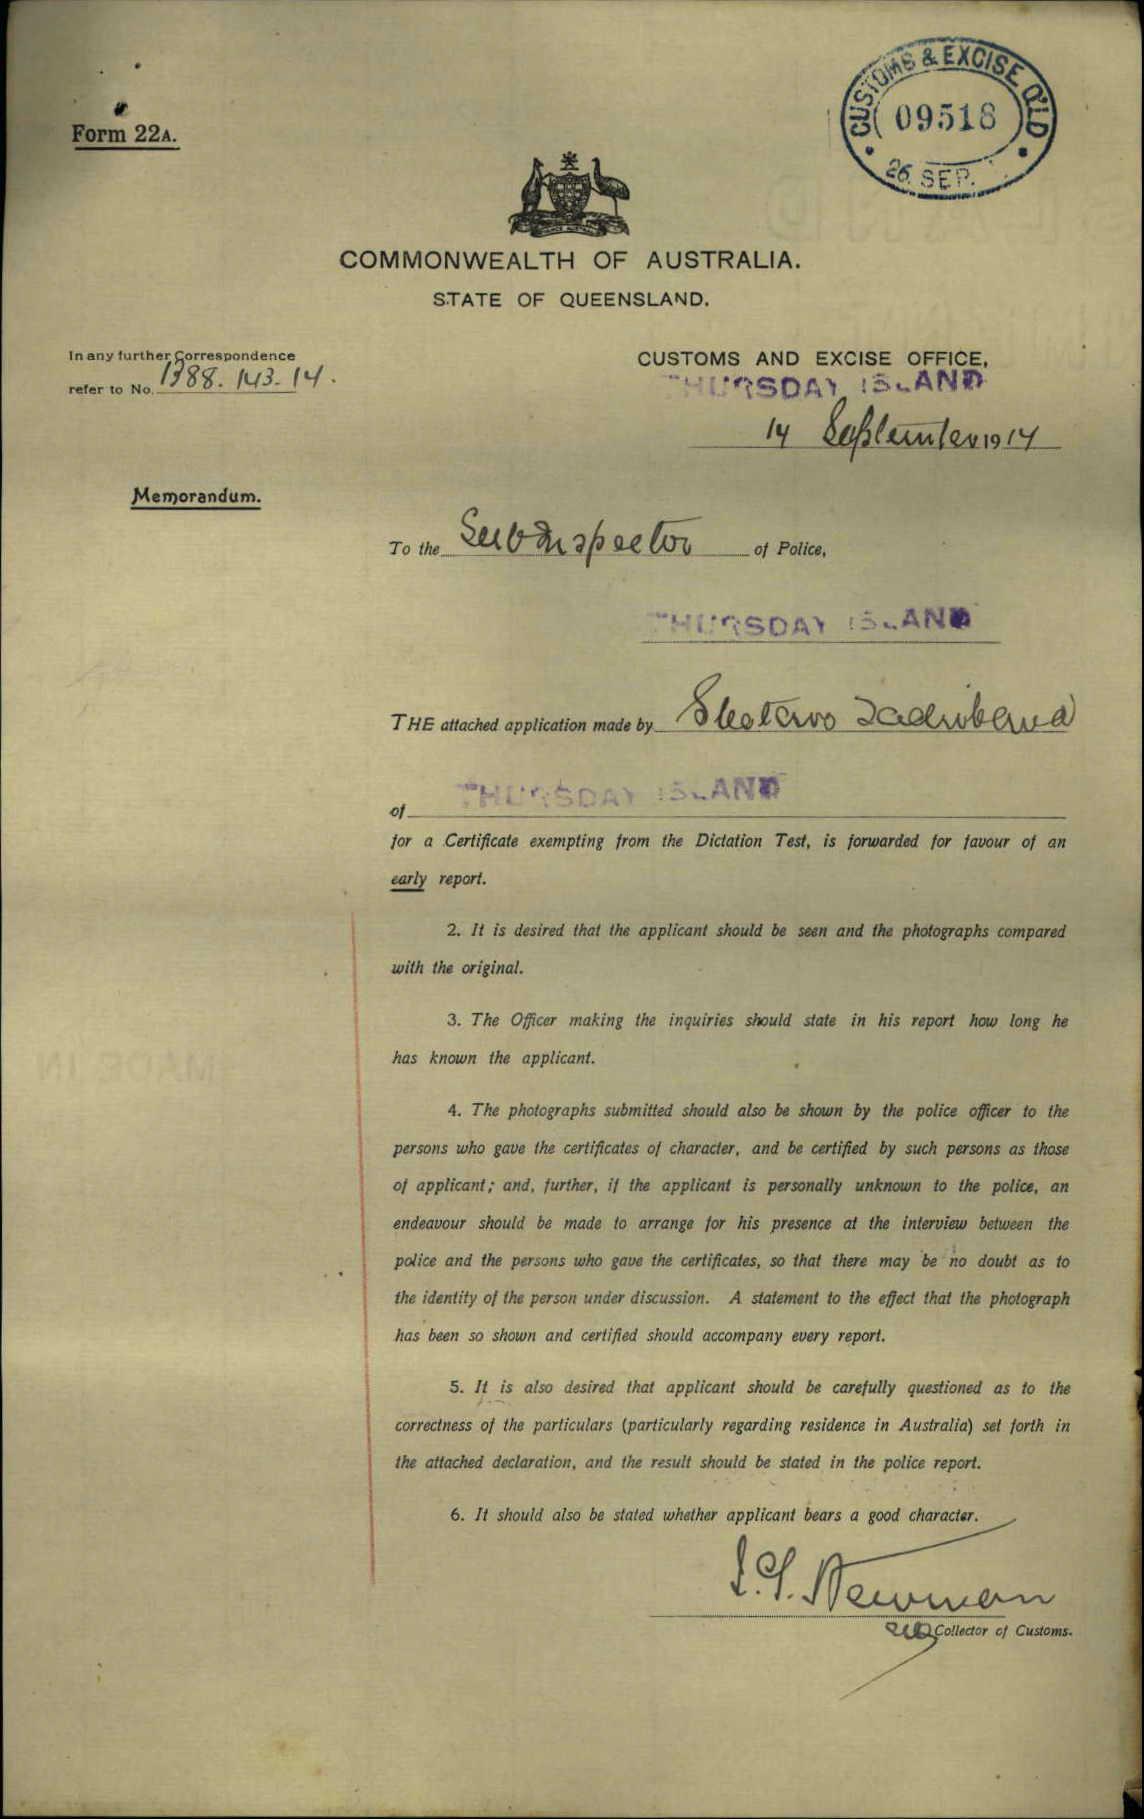 CUSTOMS & EXCISE Q'LD
09518
26. SEP.
Form 22A.
COMMONWEALTH OF AUSTRALIA.
STATE OF QUEENSLAND.
In any further Correspondence
refer to No. 1388. 143. 14.
CUSTOMS AND EXCISE OFFICE,
THURSDAY ISLAND
14 September 1914
Memorandum.
To the Sub Inspector of Police,
THURSDAY ISLAND
THE attached application made by
of THURSDAY ISLAND
for a Certificate exempting from the Dictation Test, is forwarded for favour of an
early report.
2. It is desired that the applicant should be seen and the photographs compared
with the original.
3. The Officer making the inquiries should state in his report how long he
has known the applicant.
4. The photographs submitted should also be shown by the police officer to the
persons who gave the certificates of character, and be certified by such persons as those
of applicant; and, further, if the applicant is personally unknown to the police, an
endeavour should be made to arrange for his presence at the interview between the
police and the persons who gave the certificates, so that there may be no doubt as to
the identity of the person under discussion. A statement to the effect that the photograph
has been so shown and certified should accompany every report.
5. It is also desired that applicant should be carefully questioned as to the
correctness of the particulars (particularly regarding residence in Australia) set forth in
the attached declaration, and the result should be stated in the police report.
6. It should also be stated whether applicant bears a good character.
Newman
Sub Collector of Customs.
MADE IN